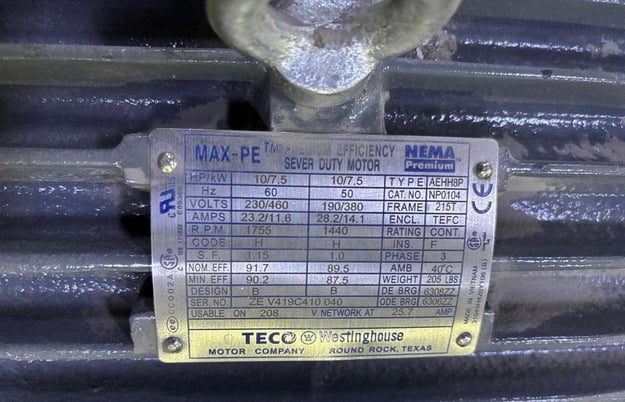 MAX-PE ™ PREMIUM EFFICIENCY NEMA
SEVER DUTY MOTOR Premium
HP/kW 10/7.5 10/7.5 TYPE AEHH8P
Hz 60 50 CAT. NO. NP0104
VOLTS 230/460 190/380 FRAME 215T
AMPS 23.2/11.6 28.2/14.1 ENCL. TEFC
R.P.M. 1755 1440 RATING CONT.
CODE H H INS. F
S.F. 1.15 1.0 PHASE 3
NOM. EFF. 91.7 89.5 AMB 40°C
MIN. EFF 90.2 87.5 WEIGHT 205 LBS
DESIGN B B DE BRG 6308ZZ
SER NO. ZE V419C410 040 ODE BRG 6306ZZ
USABLE ON 208 V NETWORK AT 25.7 AMP
TECO Westinghouse
MOTOR COMPANY ROUND ROCK, TEXAS
CE
MADE IN VIETNAM